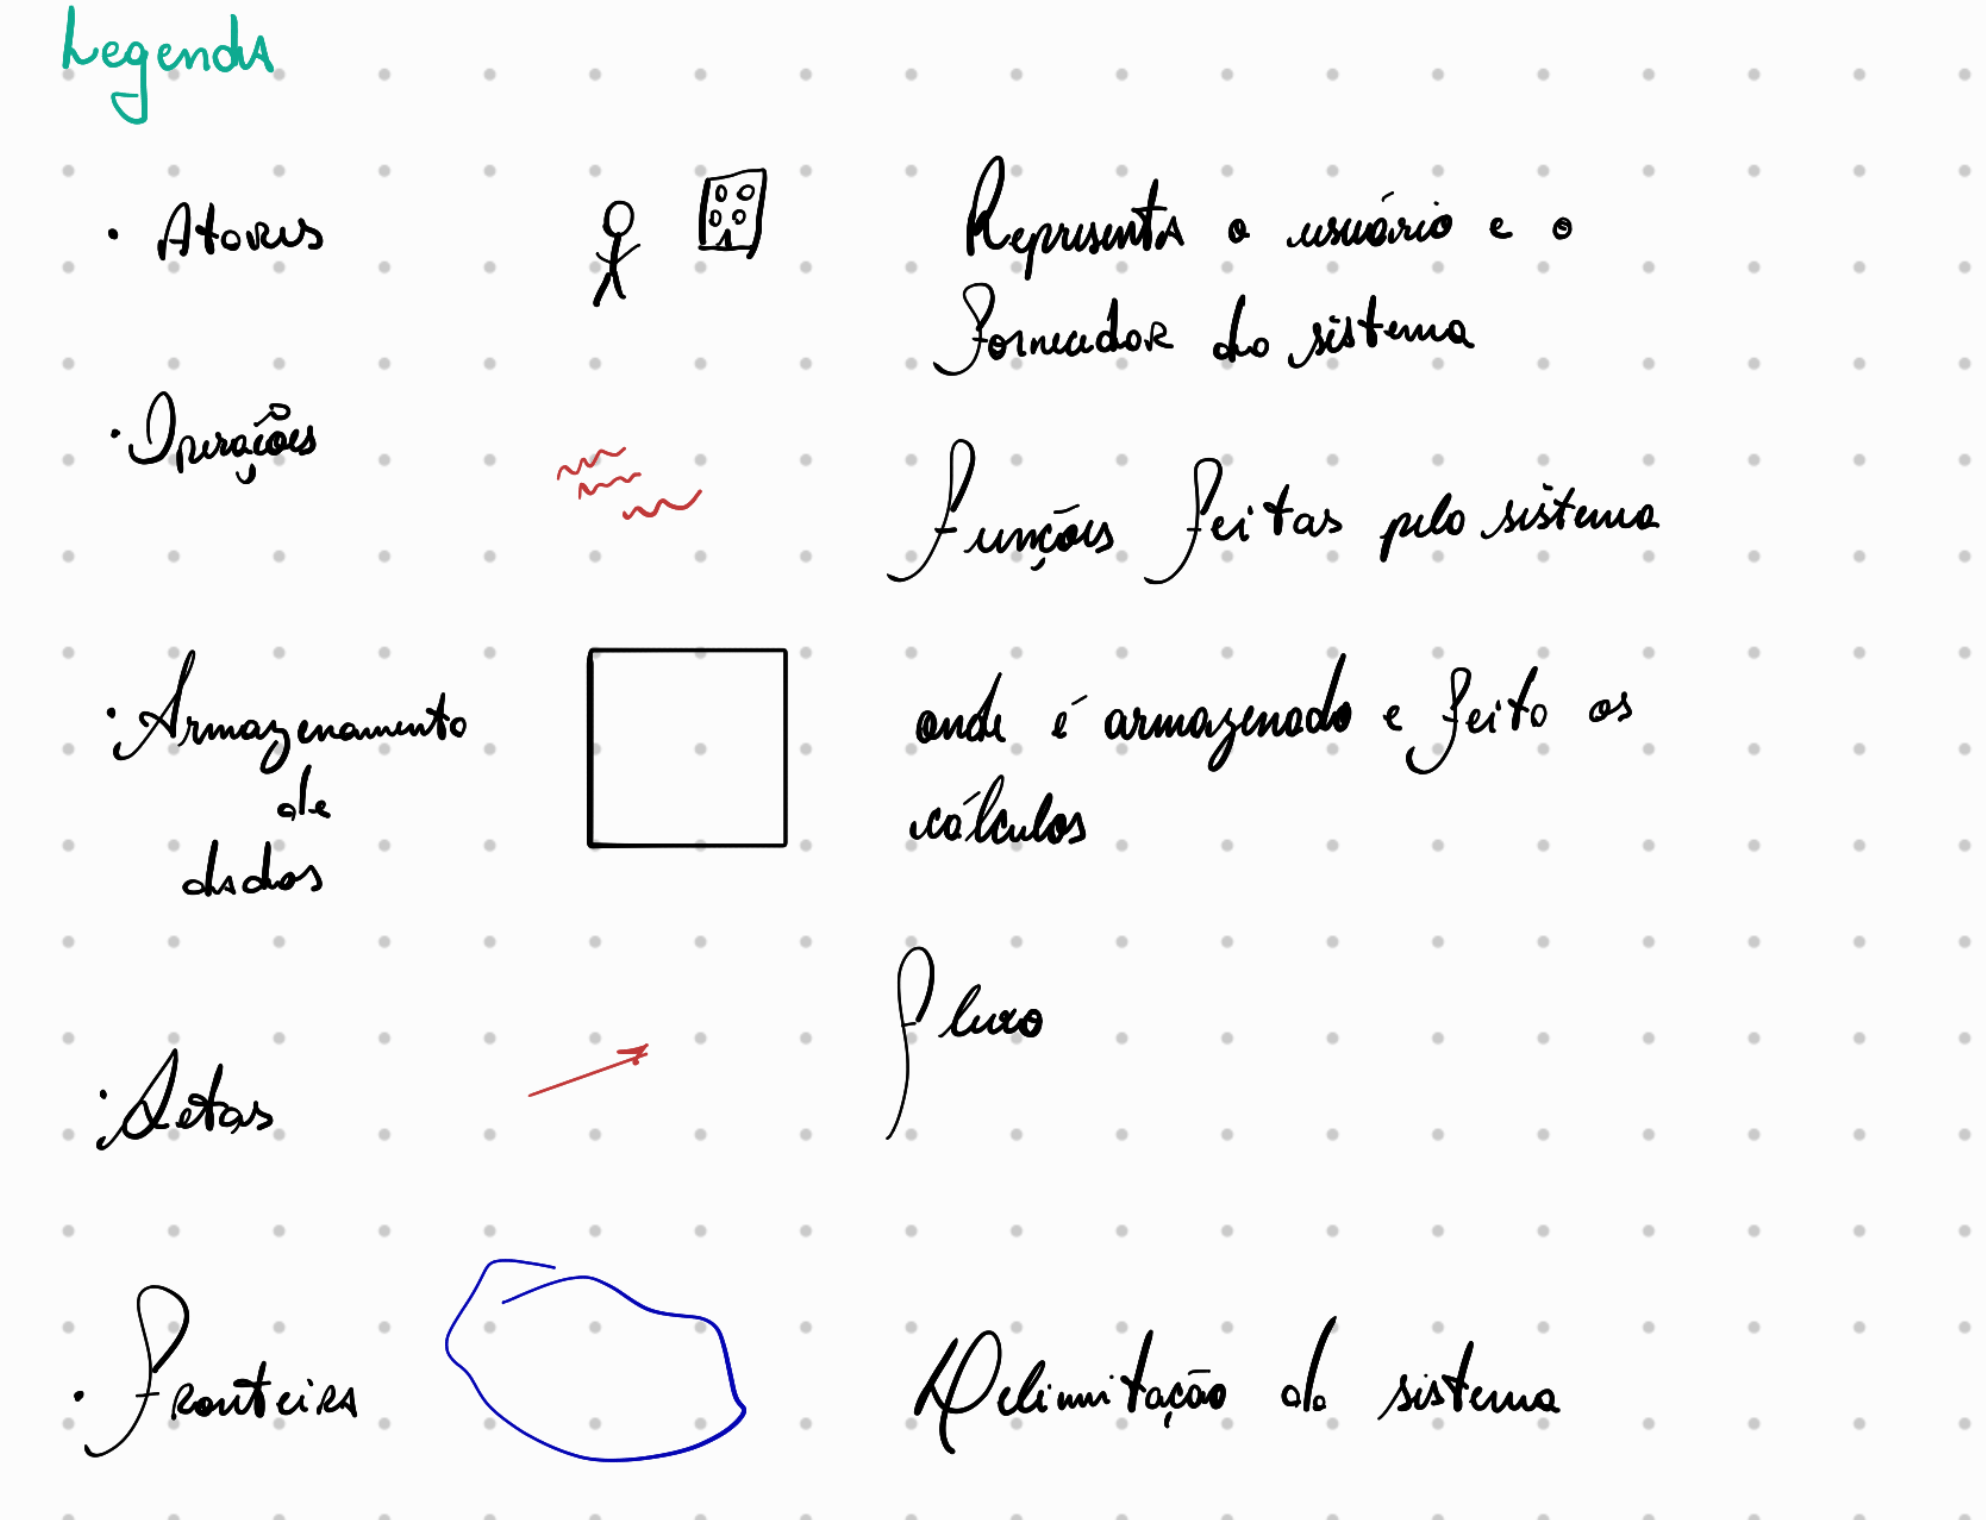 Legenda
• Atores
Representa o usuário e o
fornecedor do sistema
• Operações
Funções feitas pelo sistema
• Armazenamento
de
dados
onde é armazenado e feito os
cálculos
Fluxo
• Setas
• Fronteira
Delimitação do sistema